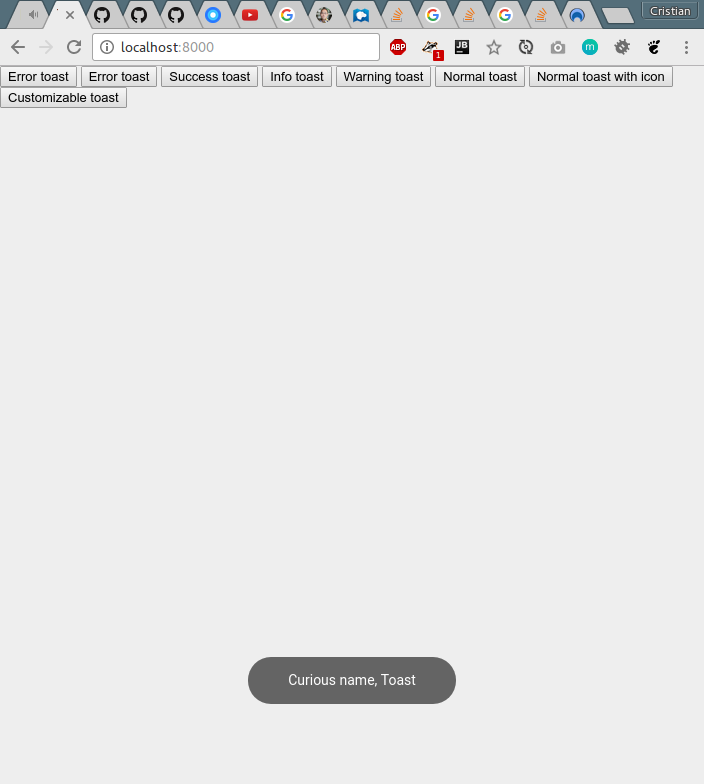 Cristian
localhost:8000
ABP
1
JB
m
Error toast Error toast Success toast Info toast Warning toast Normal toast Normal toast with icon
Customizable toast
Curious name, Toast